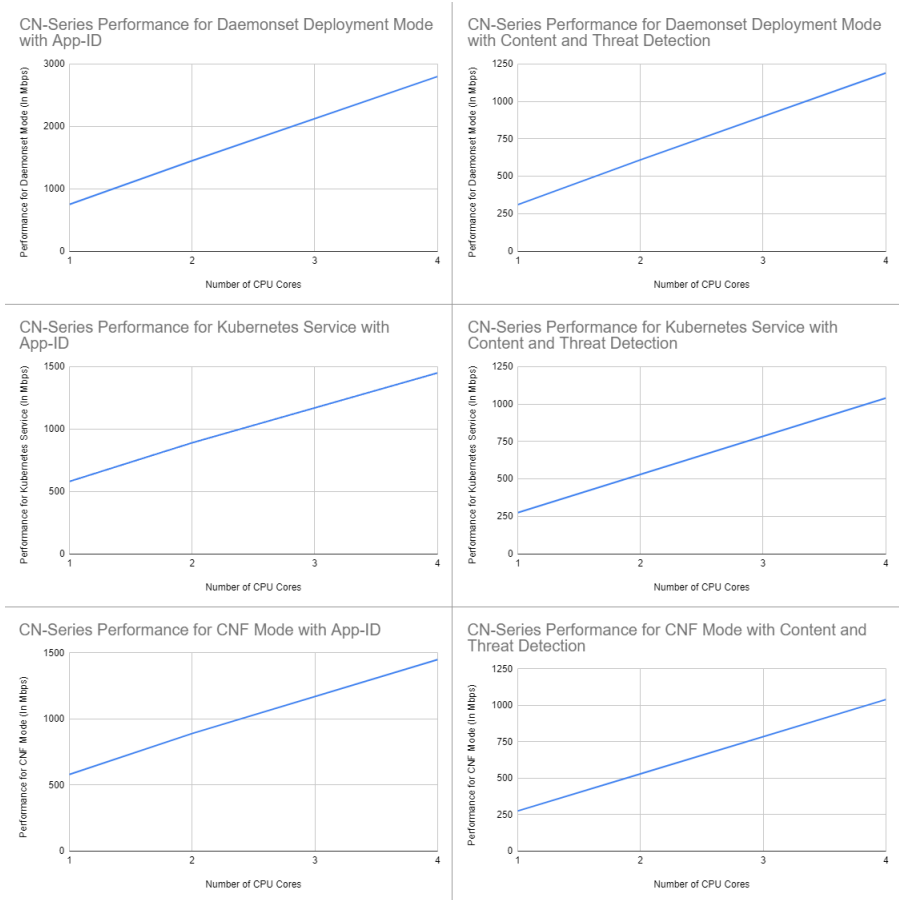 CN-Series Performance for Daemonset Deployment Mode
with App-ID
Performance for Daemonset Mode (In Mbps)
3000
2000
1000
0
1
2
3
4
Number of CPU Cores
CN-Series Performance for Daemonset Deployment Mode
with Content and Threat Detection
Performance for Daemonset Mode (In Mbps)
1250
1000
750
500
250
0
1
2
3
4
Number of CPU Cores
CN-Series Performance for Kubernetes Service with
App-ID
Performance for Kubernetes Service (In Mbps)
1500
1000
500
0
1
2
3
4
Number of CPU Cores
CN-Series Performance for Kubernetes Service with
Content and Threat Detection
Performance for Kubernetes Service (In Mbps)
1250
1000
750
500
250
0
1
2
3
4
Number of CPU Cores
CN-Series Performance for CNF Mode with App-ID
Performance for CNF Mode (In Mbps)
1500
1000
500
0
1
2
3
4
Number of CPU Cores
CN-Series Performance for CNF Mode with Content and
Threat Detection
Performance for CNF Mode (In Mbps)
1250
1000
750
500
250
0
1
2
3
4
Number of CPU Cores